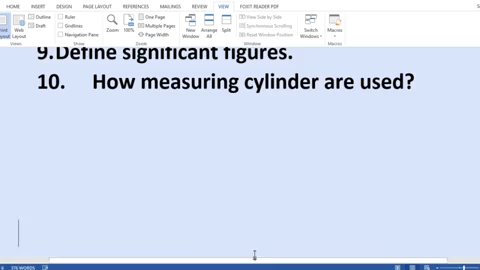 HOME INSERT DESIGN PAGE LAYOUT REFERENCES MAILINGS REVIEW VIEW FOXIT READER PDF
Print Layout Web Layout Outline Draft Ruler Gridlines Navigation Pane Zoom 100% One Page Multiple Pages Page Width New Window Arrange All Split View Side by Side Synchronous Scrolling Reset Window Position Switch Windows Macros
Views Show Zoom Window Macros
9.Define significant figures.
10. How measuring cylinder are used?
376 WORDS